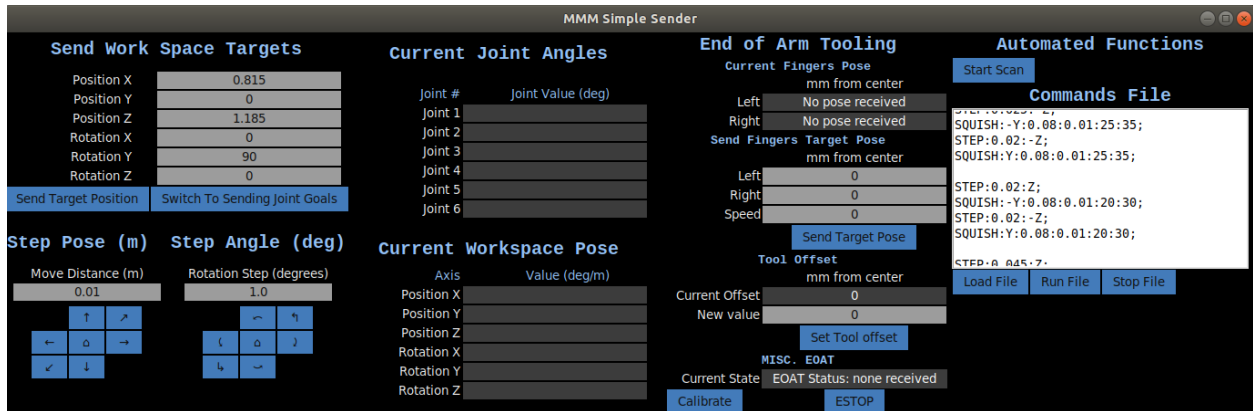 MMM Simple Sender
Send Work Space Targets
Position X 0.815
Position Y 0
Position Z 1.185
Rotation X 0
Rotation Y 90
Rotation Z 0
Send Target Position Switch To Sending Joint Goals
Step Pose (m) Step Angle (deg)
Move Distance (m) Rotation Step (degrees)
0.01 1.0
Current Joint Angles
Joint # Joint Value (deg)
Joint 1
Joint 2
Joint 3
Joint 4
Joint 5
Joint 6
Current Workspace Pose
Axis Value (deg/m)
Position X
Position Y
Position Z
Rotation X
Rotation Y
Rotation Z
End of Arm Tooling
Current Fingers Pose
mm from center
Left No pose received
Right No pose received
Send Fingers Target Pose
mm from center
Left 0
Right 0
Speed 0
Send Target Pose
Tool Offset
mm from center
Current Offset 0
New value 0
Set Tool offset
MISC. EOAT
Current State EOAT Status: none received
Calibrate ESTOP
Automated Functions
Start Scan
Commands File
STEP:0.025:-Z;
SQUISH:-Y:0.08:0.01:25:35;
STEP:0.02:-Z;
SQUISH:Y:0.08:0.01:25:35;
STEP:0.02:Z;
SQUISH:-Y:0.08:0.01:20:30;
STEP:0.02:-Z;
SQUISH:Y:0.08:0.01:20:30;
STEP:0.045:Z;
Load File Run File Stop File